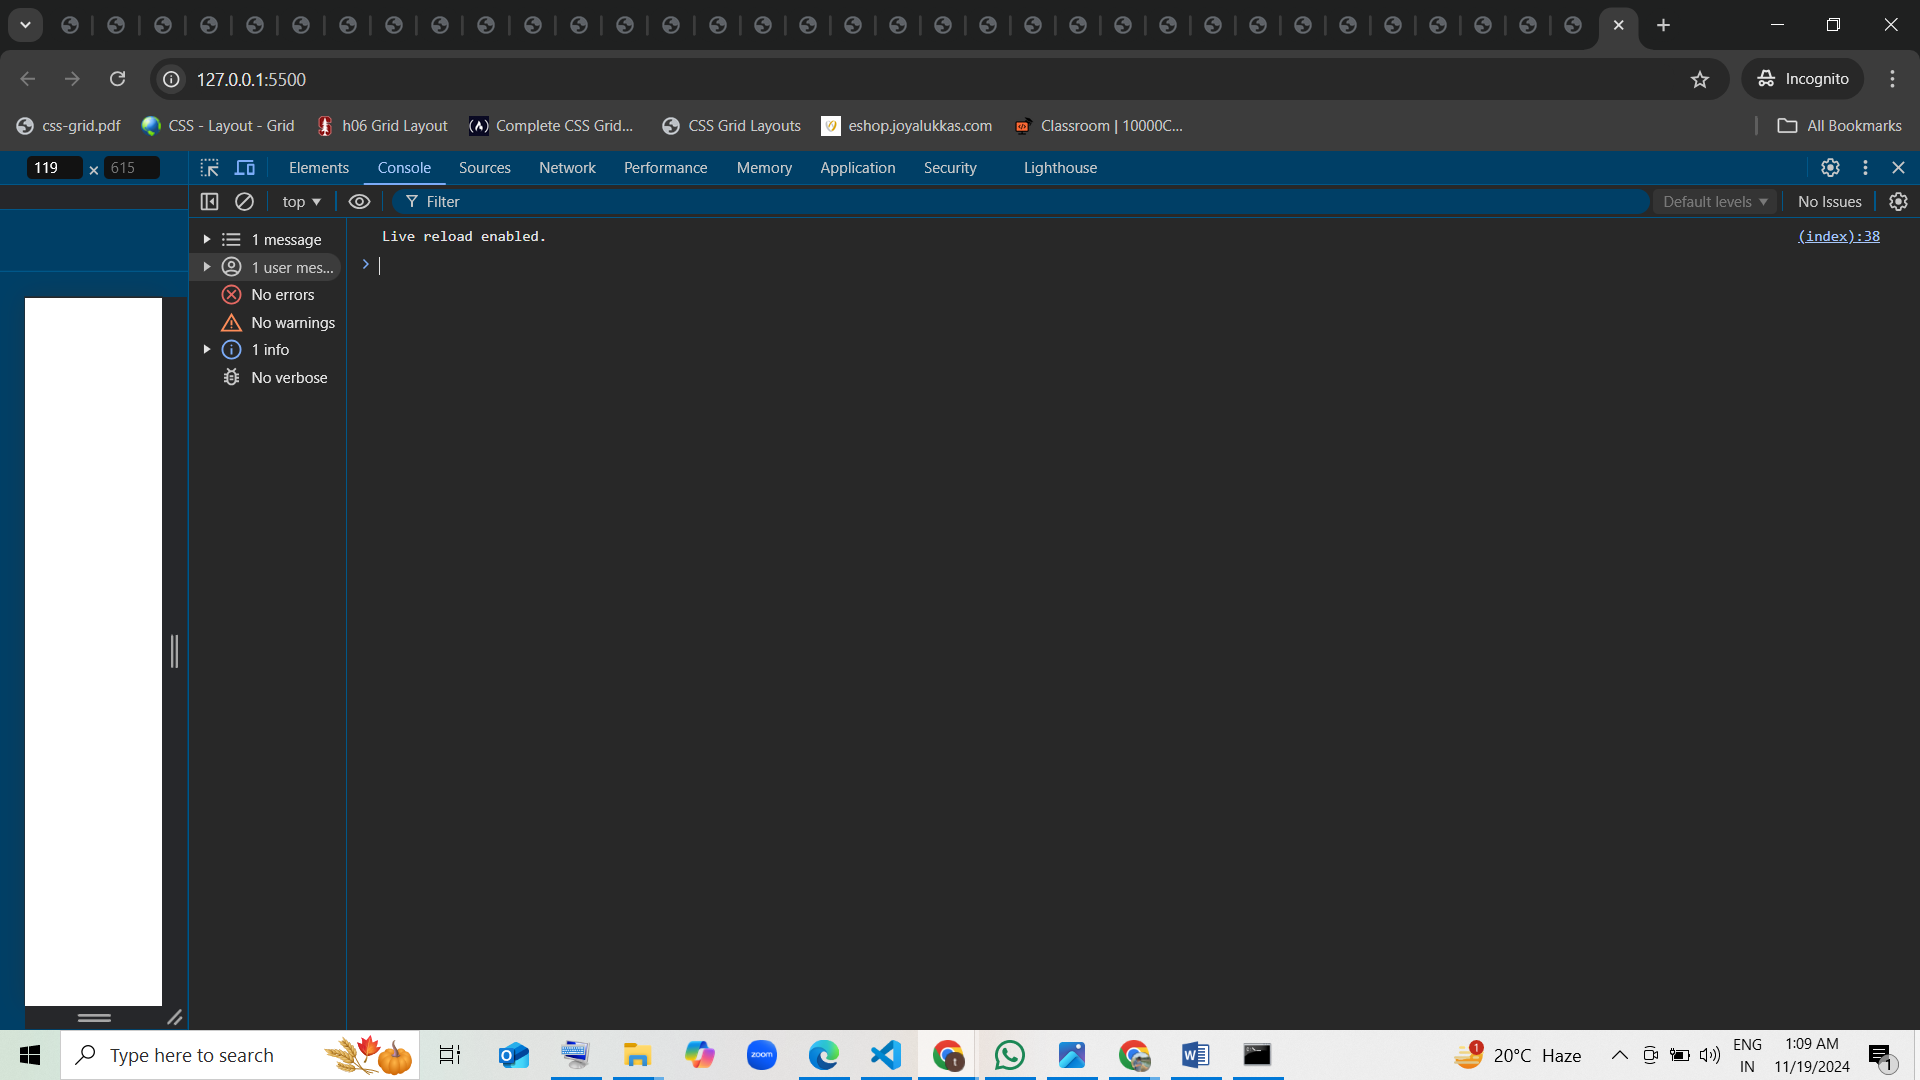 127.0.0.1:5500
Incognito
css-grid.pdf
CSS - Layout - Grid
h06 Grid Layout
Complete CSS Grid...
CSS Grid Layouts
eshop.joyalukkas.com
Classroom | 10000C...
All Bookmarks
119 × 615
Elements
Console
Sources
Network
Performance
Memory
Application
Security
Lighthouse
top
Filter
Default levels
No Issues
1 message
1 user mes...
No errors
No warnings
1 info
No verbose
Live reload enabled.
(index):38
Type here to search
zoom
t
1
20°C Haze
ENG
IN
1:09 AM
11/19/2024
1